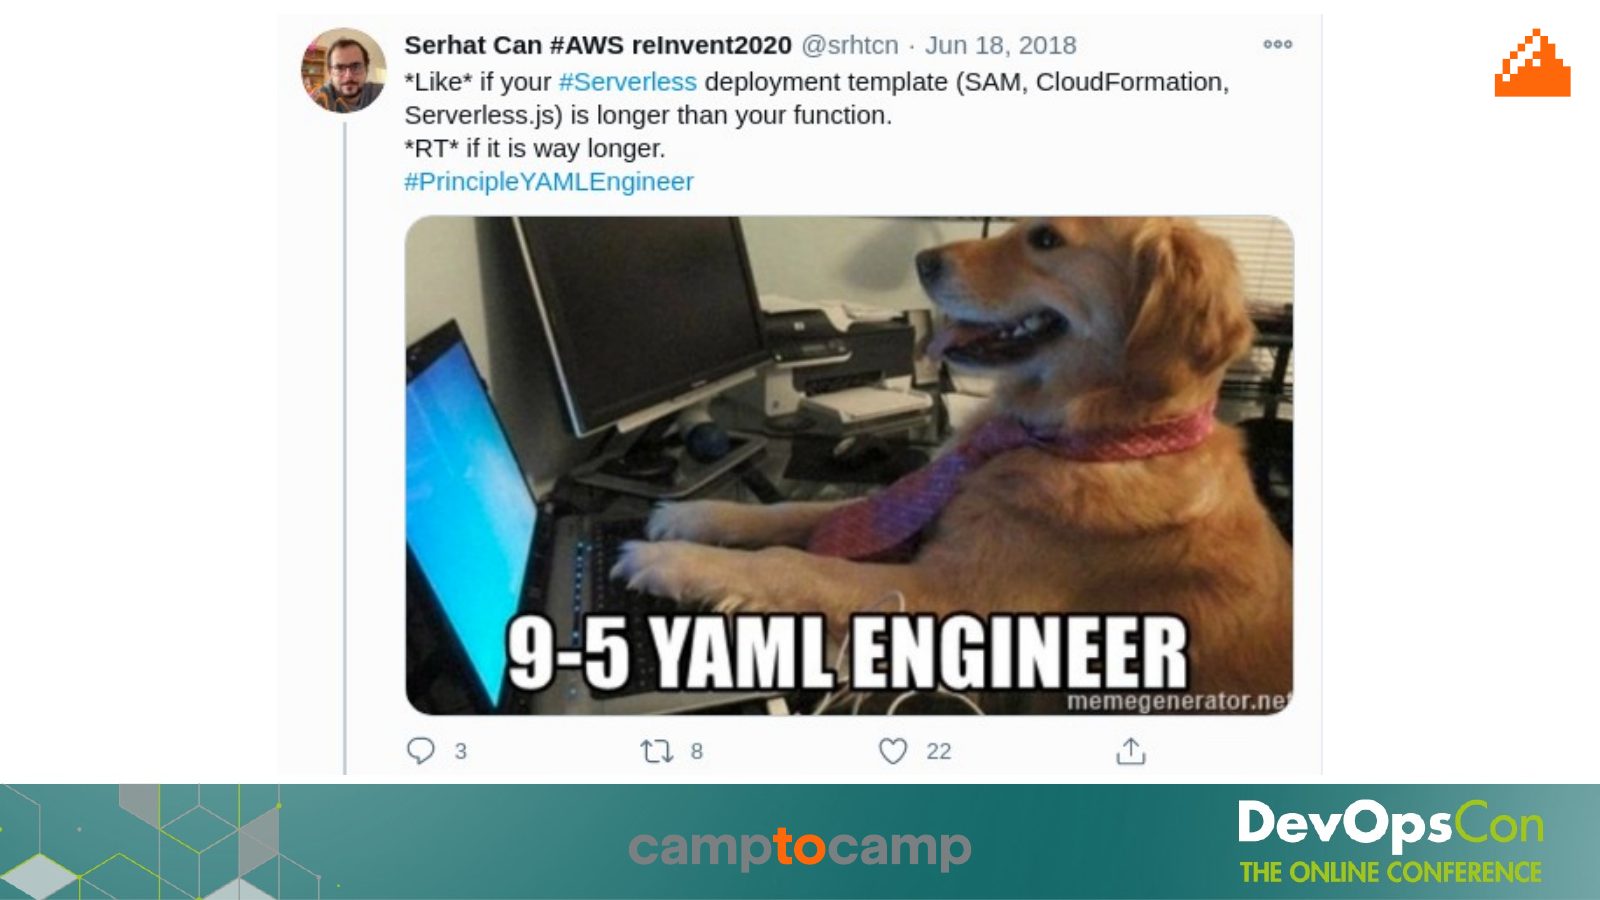 Serhat Can #AWS reInvent2020 @srhtcn · Jun 18, 2018
*Like* if your #Serverless deployment template (SAM, CloudFormation,
Serverless.js) is longer than your function.
*RT* if it is way longer.
#PrincipleYAMLEngineer
9-5 YAML ENGINEER
memegenerator.net
3 8 22
camptocamp
DevOpsCon
THE ONLINE CONFERENCE